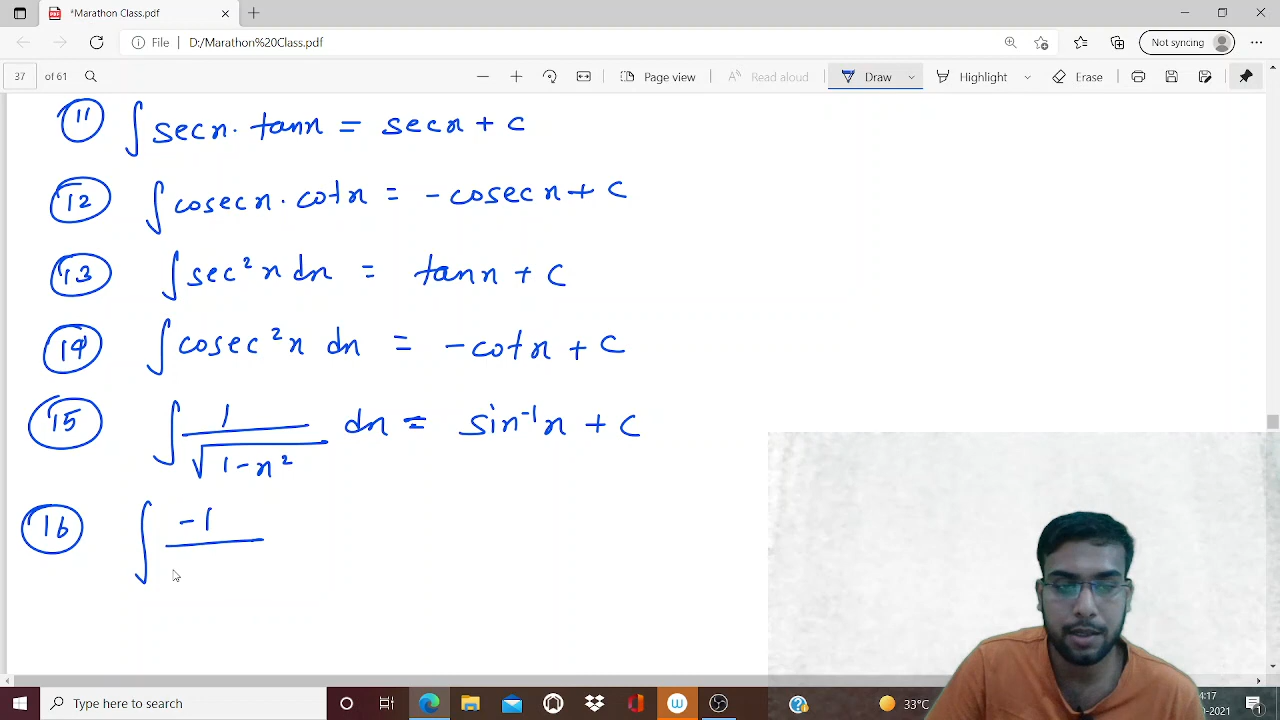 *Marathon Class.pdf
File D:/Marathon%20Class.pdf Not syncing
37 of 61 Page view Read aloud Draw Highlight Erase
11 ∫ secx. tanx = secx + c
12 ∫ cosecx. cotx = - cosecx + c
13 ∫ sec²x dx = tanx + c
14 ∫ cosec²x dx = -cotx + c
15 ∫ 1/√(1-x²) dx = sin⁻¹x + c
16 ∫ -1
Type here to search W 33°C